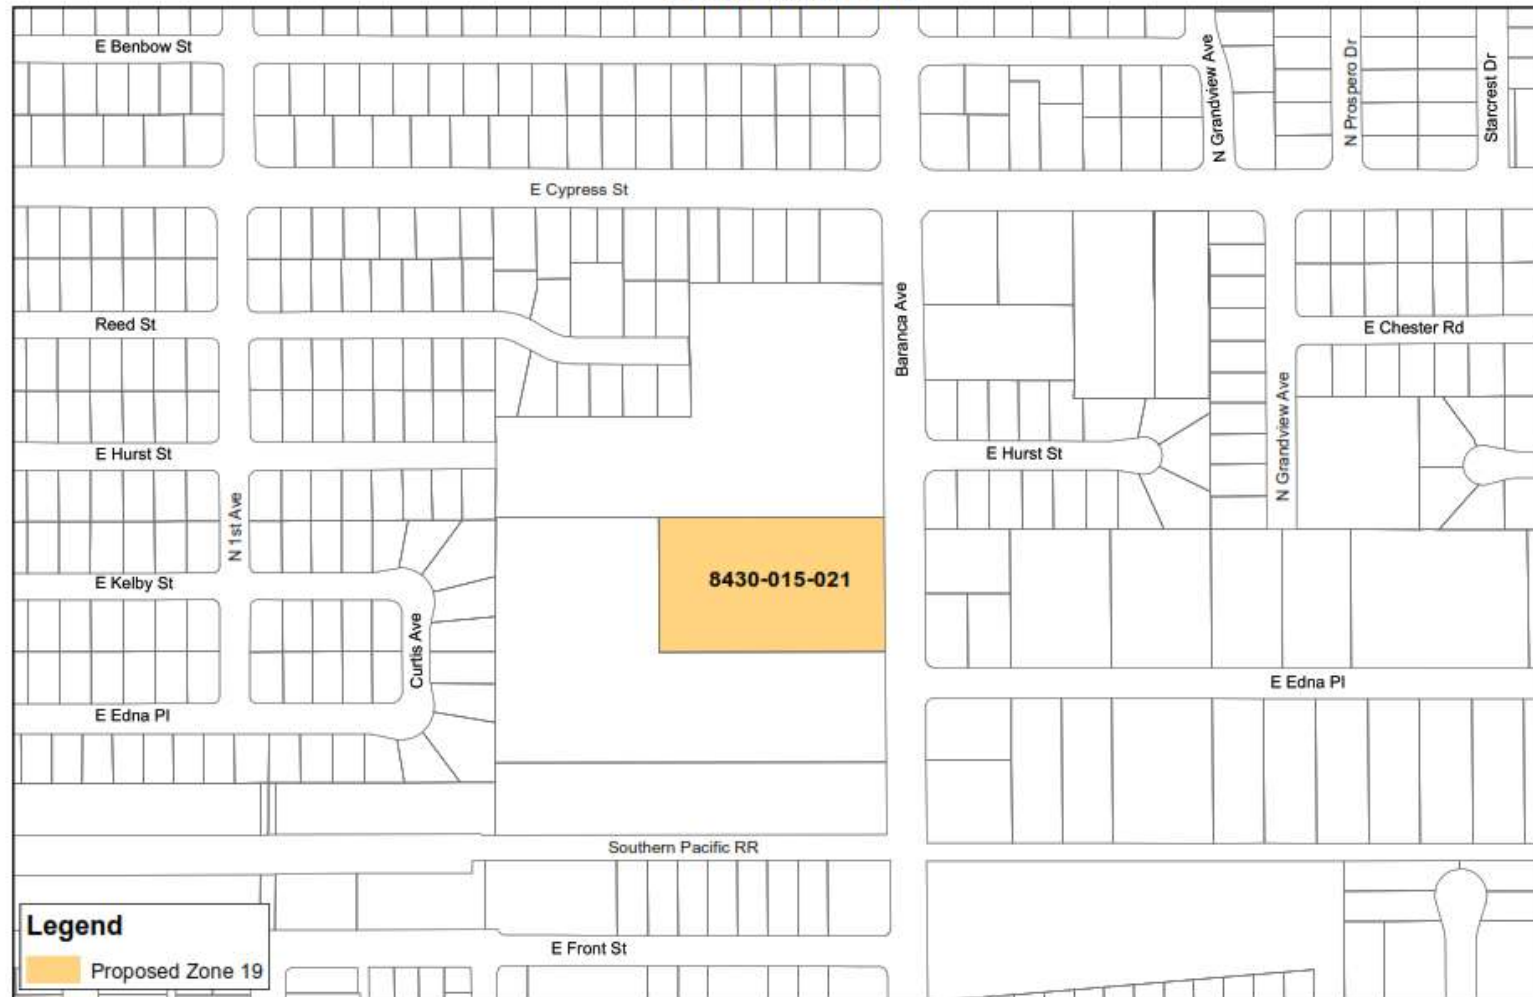 E Benbow St
N Grandview Ave
N Prospero Dr
Starcrest Dr
E Cypress St
Reed St
Baranca Ave
E Chester Rd
E Hurst St
E Hurst St
N Grandview Ave
N 1st Ave
E Kelby St
8430-015-021
Curtis Ave
E Edna Pl
E Edna Pl
Southern Pacific RR
E Front St
Legend
Proposed Zone 19